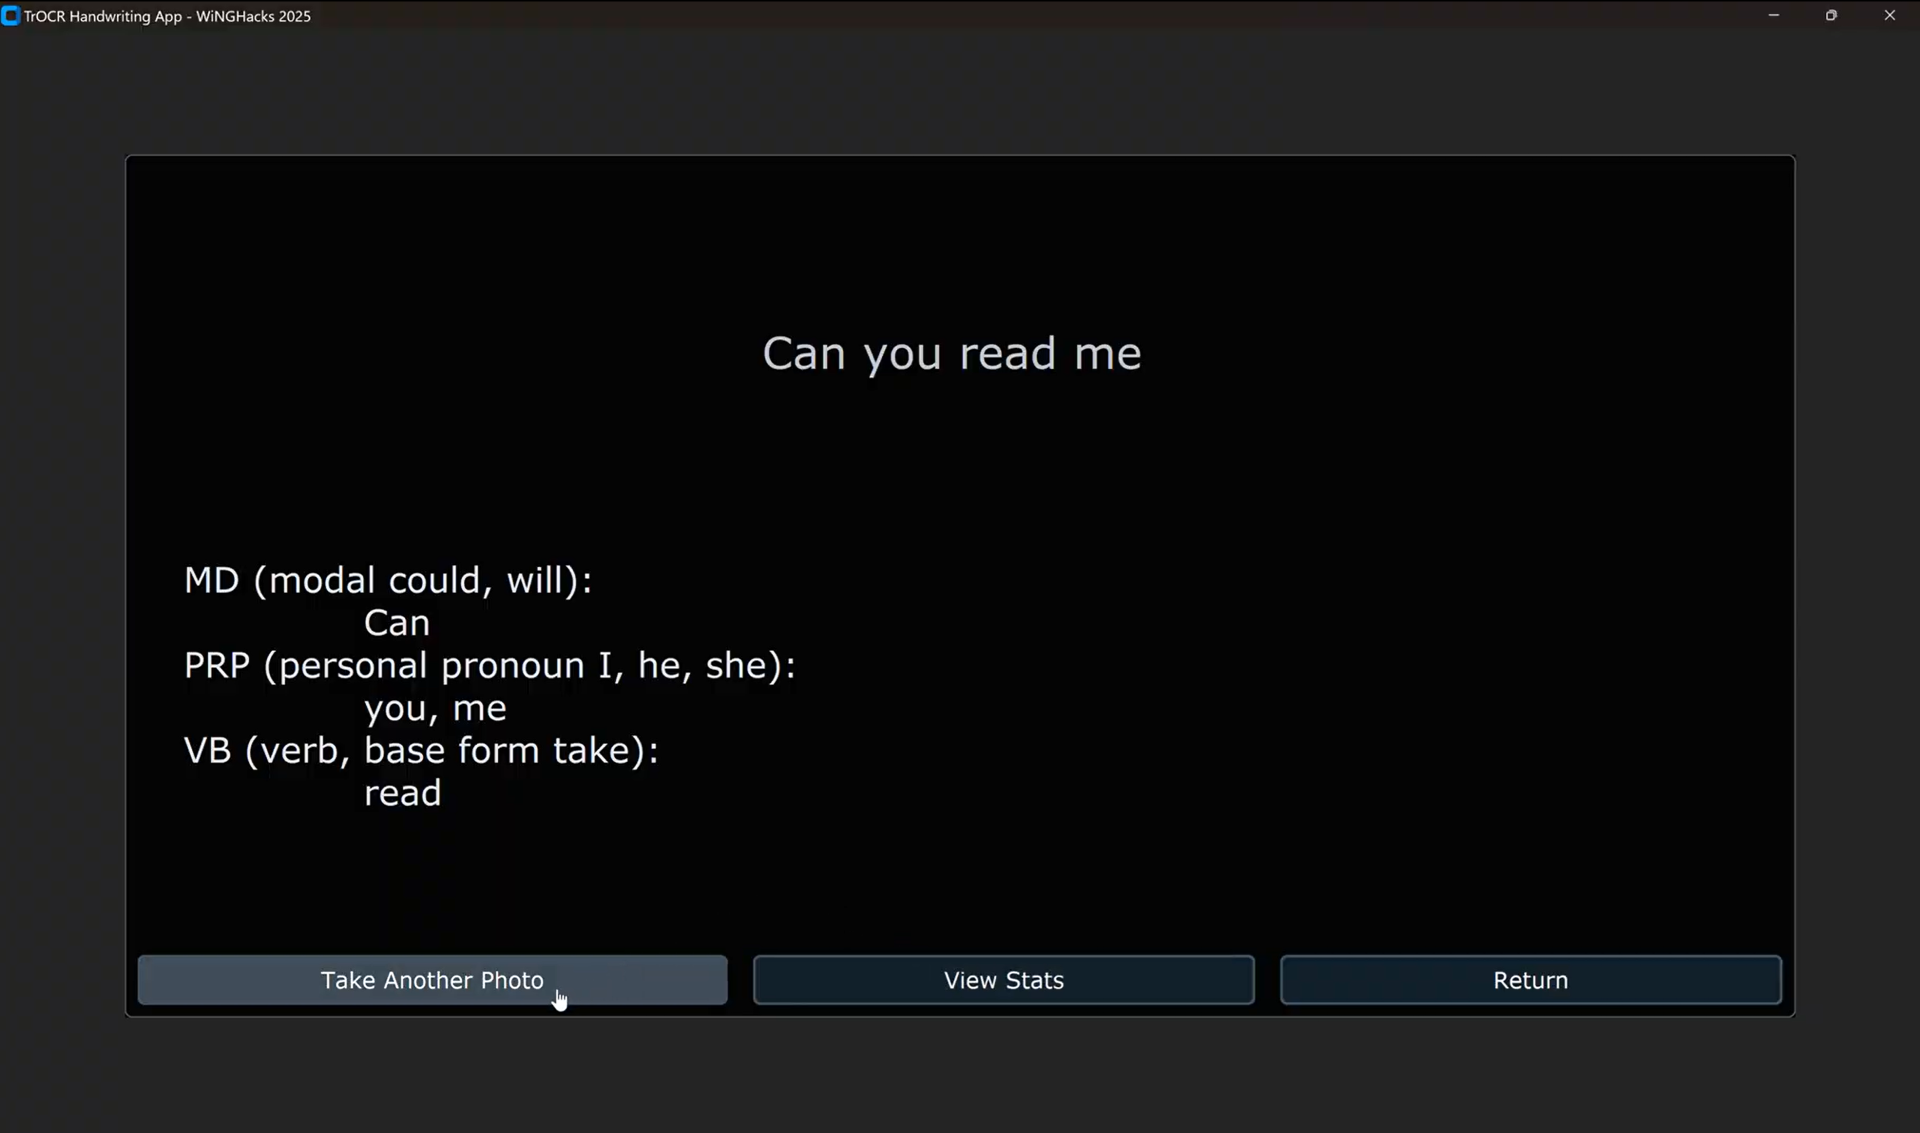 TrOCR Handwriting App - WiNGHacks 2025
Can you read me
MD (modal could, will):
Can
PRP (personal pronoun I, he, she):
you, me
VB (verb, base form take):
read
Take Another Photo
View Stats
Return